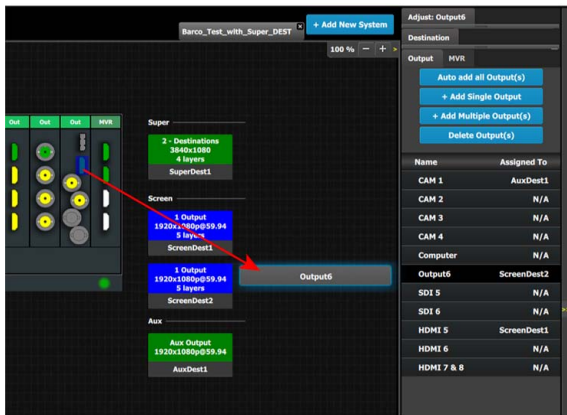 Barco_Test_with_Super_DEST
+ Add New System
100 % − + >
Out Out Out MVR
Super
2 - Destinations
3840x1080
4 layers
SuperDest1
Screen
1 Output
1920x1080p@59.94
5 layers
ScreenDest1
1 Output
1920x1080p@59.94
5 layers
ScreenDest2
Output6
Aux
Aux Output
1920x1080p@59.94
AuxDest1
Adjust: Output6
Destination
Output MVR
Auto add all Output(s)
+ Add Single Output
+ Add Multiple Output(s)
Delete Output(s)
Name Assigned To
CAM 1 AuxDest1
CAM 2 N/A
CAM 3 N/A
CAM 4 N/A
Computer N/A
Output6 ScreenDest2
SDI 5 N/A
SDI 6 N/A
HDMI 5 ScreenDest1
HDMI 6 N/A
HDMI 7 & 8 N/A